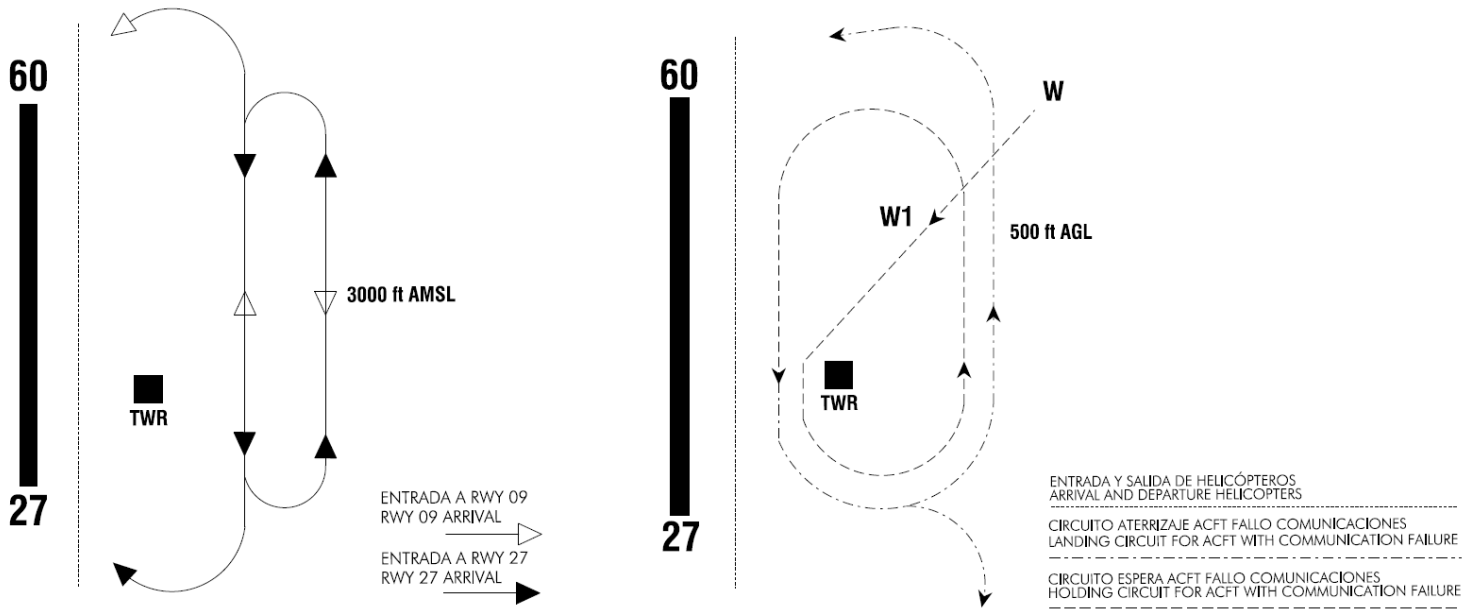 60
27
TWR
3000 ft AMSL
ENTRADA A RWY 09
RWY 09 ARRIVAL
ENTRADA A RWY 27
RWY 27 ARRIVAL
60
27
W
W1
500 ft AGL
TWR
ENTRADA Y SALIDA DE HELICÓPTEROS
ARRIVAL AND DEPARTURE HELICOPTERS
CIRCUITO ATERRIZAJE ACFT FALLO COMUNICACIONES
LANDING CIRCUIT FOR ACFT WITH COMMUNICATION FAILURE
CIRCUITO ESPERA ACFT FALLO COMUNICACIONES
HOLDING CIRCUIT FOR ACFT WITH COMMUNICATION FAILURE